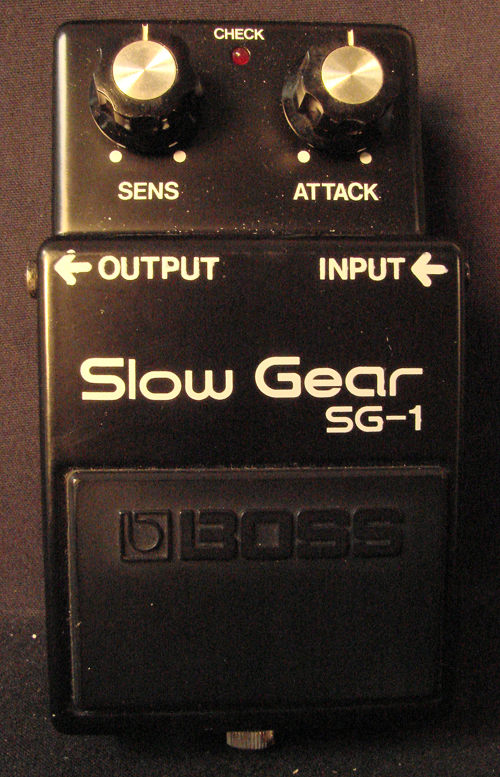 CHECK
SENS ATTACK
OUTPUT INPUT
Slow Gear
SG-1
BOSS